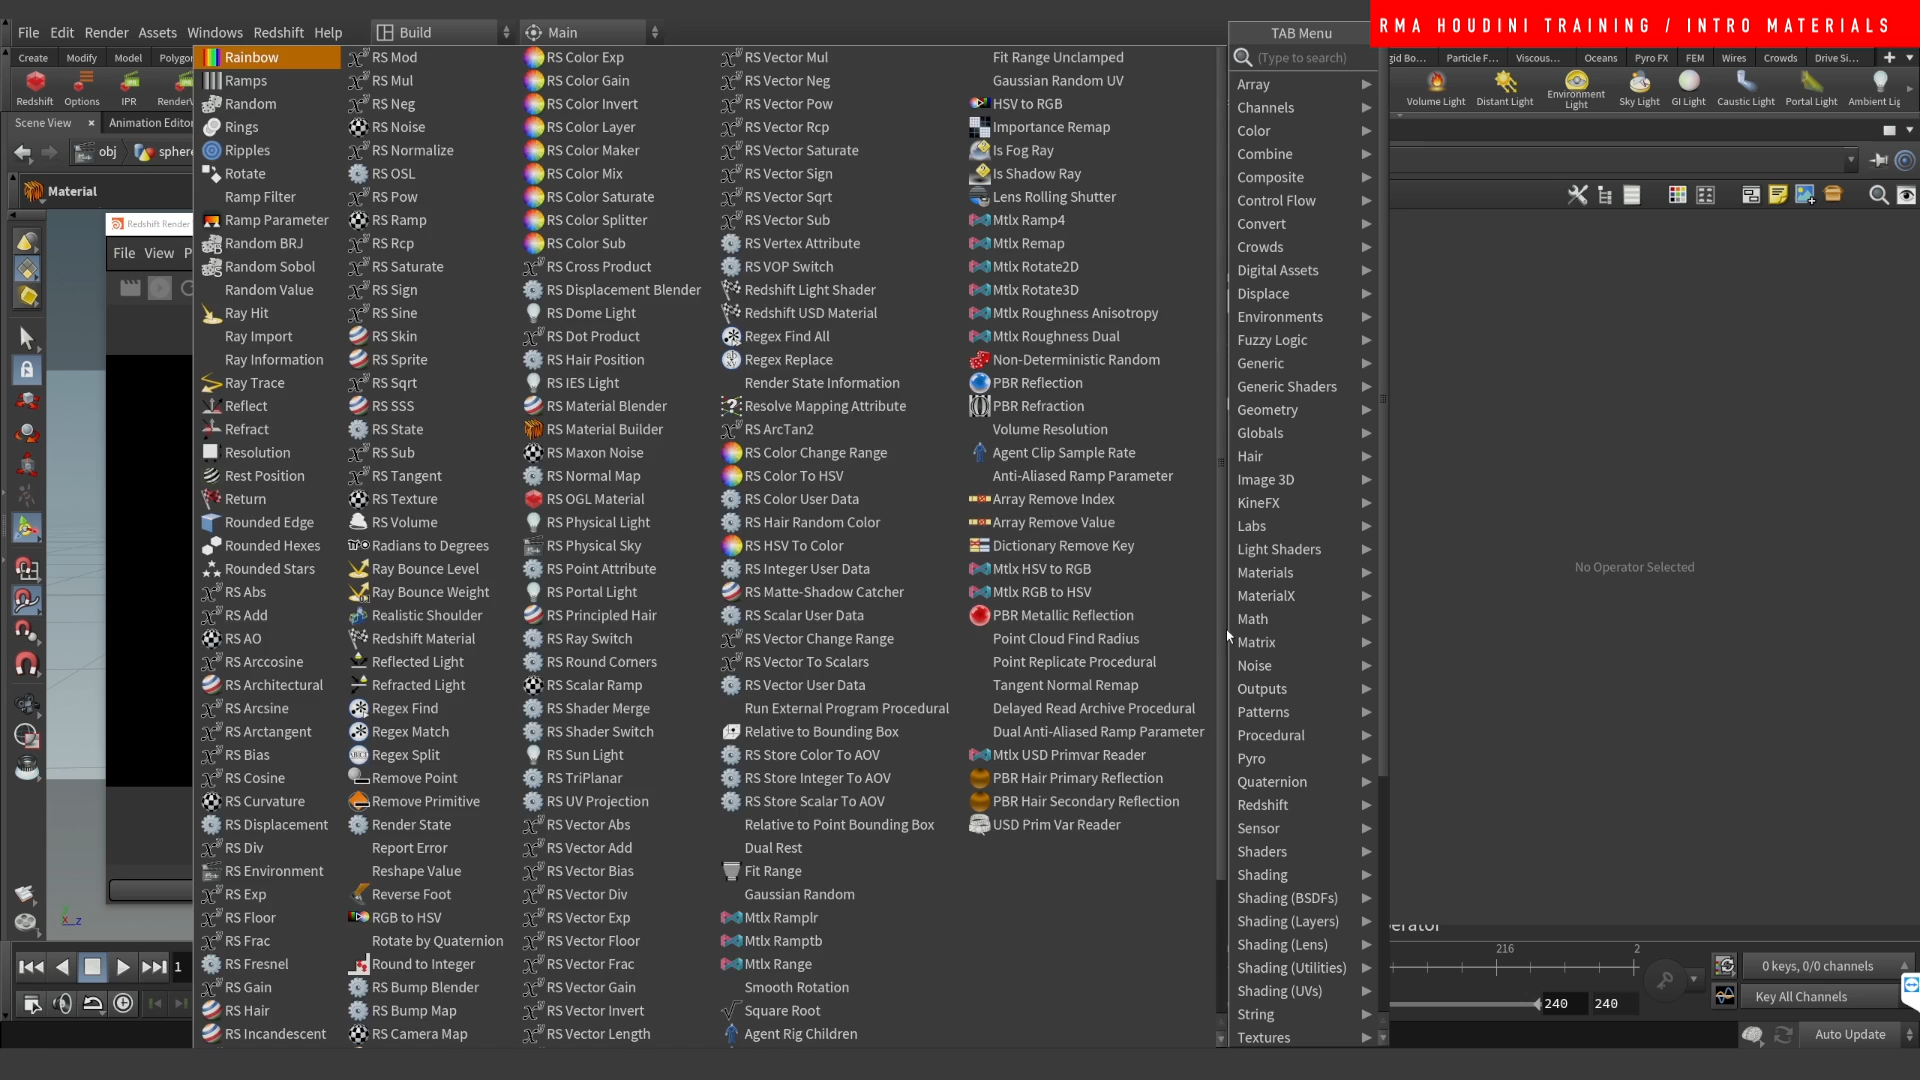 RMA HOUDINI TRAINING / INTRO MATERIALS
File Edit Render Assets Windows Redshift Help
Build
Main
TAB Menu
Create Modify Model
Particle F... Viscous... Oceans Pyro FX FEM Wires Crowds Drive Si...
Redshift Options IPR
Volume Light Distant Light Environment Light Sky Light GI Light Caustic Light Portal Light
Scene View
obj
Material
Redshift Render
File View
(Type to search)
Rainbow
Ramps
Random
Rings
Ripples
Rotate
Ramp Filter
Ramp Parameter
Random BRJ
Random Sobol
Random Value
Ray Hit
Ray Import
Ray Information
Ray Trace
Reflect
Refract
Resolution
Rest Position
Return
Rounded Edge
Rounded Hexes
Rounded Stars
RS Abs
RS Add
RS AO
RS Arccosine
RS Architectural
RS Arcsine
RS Arctangent
RS Bias
RS Cosine
RS Curvature
RS Displacement
RS Div
RS Environment
RS Exp
RS Floor
RS Frac
RS Fresnel
RS Gain
RS Hair
RS Incandescent
RS Mod
RS Mul
RS Neg
RS Noise
RS Normalize
RS OSL
RS Pow
RS Ramp
RS Rcp
RS Saturate
RS Sign
RS Sine
RS Skin
RS Sprite
RS Sqrt
RS SSS
RS State
RS Sub
RS Tangent
RS Texture
RS Volume
Radians to Degrees
Ray Bounce Level
Ray Bounce Weight
Realistic Shoulder
Redshift Material
Reflected Light
Refracted Light
Regex Find
Regex Match
Regex Split
Remove Point
Remove Primitive
Render State
Report Error
Reshape Value
Reverse Foot
RGB to HSV
Rotate by Quaternion
Round to Integer
RS Bump Blender
RS Bump Map
RS Camera Map
RS Color Exp
RS Color Gain
RS Color Invert
RS Color Layer
RS Color Maker
RS Color Mix
RS Color Saturate
RS Color Splitter
RS Color Sub
RS Cross Product
RS Displacement Blender
RS Dome Light
RS Dot Product
RS Hair Position
RS IES Light
RS Material Blender
RS Material Builder
RS Maxon Noise
RS Normal Map
RS OGL Material
RS Physical Light
RS Physical Sky
RS Point Attribute
RS Portal Light
RS Principled Hair
RS Ray Switch
RS Round Corners
RS Scalar Ramp
RS Shader Merge
RS Shader Switch
RS Sun Light
RS TriPlanar
RS UV Projection
RS Vector Abs
RS Vector Add
RS Vector Bias
RS Vector Div
RS Vector Exp
RS Vector Floor
RS Vector Frac
RS Vector Gain
RS Vector Invert
RS Vector Length
RS Vector Mul
RS Vector Neg
RS Vector Pow
RS Vector Rcp
RS Vector Saturate
RS Vector Sign
RS Vector Sqrt
RS Vector Sub
RS Vertex Attribute
RS VOP Switch
Redshift Light Shader
Redshift USD Material
Regex Find All
Regex Replace
Render State Information
Resolve Mapping Attribute
RS ArcTan2
RS Color Change Range
RS Color To HSV
RS Color User Data
RS Hair Random Color
RS HSV To Color
RS Integer User Data
RS Matte-Shadow Catcher
RS Scalar User Data
RS Vector Change Range
RS Vector To Scalars
RS Vector User Data
Run External Program Procedural
Relative to Bounding Box
RS Store Color To AOV
RS Store Integer To AOV
RS Store Scalar To AOV
Relative to Point Bounding Box
Dual Rest
Fit Range
Gaussian Random
Mtlx Ramplr
Mtlx Ramptb
Mtlx Range
Smooth Rotation
Square Root
Agent Rig Children
Fit Range Unclamped
Gaussian Random UV
HSV to RGB
Importance Remap
Is Fog Ray
Is Shadow Ray
Lens Rolling Shutter
Mtlx Ramp4
Mtlx Remap
Mtlx Rotate2D
Mtlx Rotate3D
Mtlx Roughness Anisotropy
Mtlx Roughness Dual
Non-Deterministic Random
PBR Reflection
PBR Refraction
Volume Resolution
Agent Clip Sample Rate
Anti-Aliased Ramp Parameter
Array Remove Index
Array Remove Value
Dictionary Remove Key
Mtlx HSV to RGB
Mtlx RGB to HSV
PBR Metallic Reflection
Point Cloud Find Radius
Point Replicate Procedural
Tangent Normal Remap
Delayed Read Archive Procedural
Dual Anti-Aliased Ramp Parameter
Mtlx USD Primvar Reader
PBR Hair Primary Reflection
PBR Hair Secondary Reflection
USD Prim Var Reader
Array
Channels
Color
Combine
Composite
Control Flow
Convert
Crowds
Digital Assets
Displace
Environments
Fuzzy Logic
Generic
Generic Shaders
Geometry
Globals
Hair
Image 3D
KineFX
Labs
Light Shaders
Materials
MaterialX
Math
Matrix
Noise
Outputs
Patterns
Procedural
Pyro
Quaternion
Redshift
Sensor
Shaders
Shading
Shading (BSDFs)
Shading (Layers)
Shading (Lens)
Shading (Utilities)
Shading (UVs)
String
Textures
No Operator Selected
216
1
0 keys, 0/0 channels
240 240
Key All Channels
Auto Update